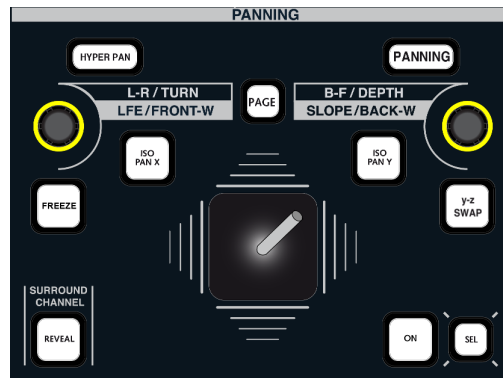 PANNING
HYPER PAN
PANNING
L-R / TURN
LFE/FRONT-W
PAGE
B-F / DEPTH
SLOPE/BACK-W
ISO
PAN X
ISO
PAN Y
FREEZE
y-z
SWAP
SURROUND
CHANNEL
REVEAL
ON
SEL